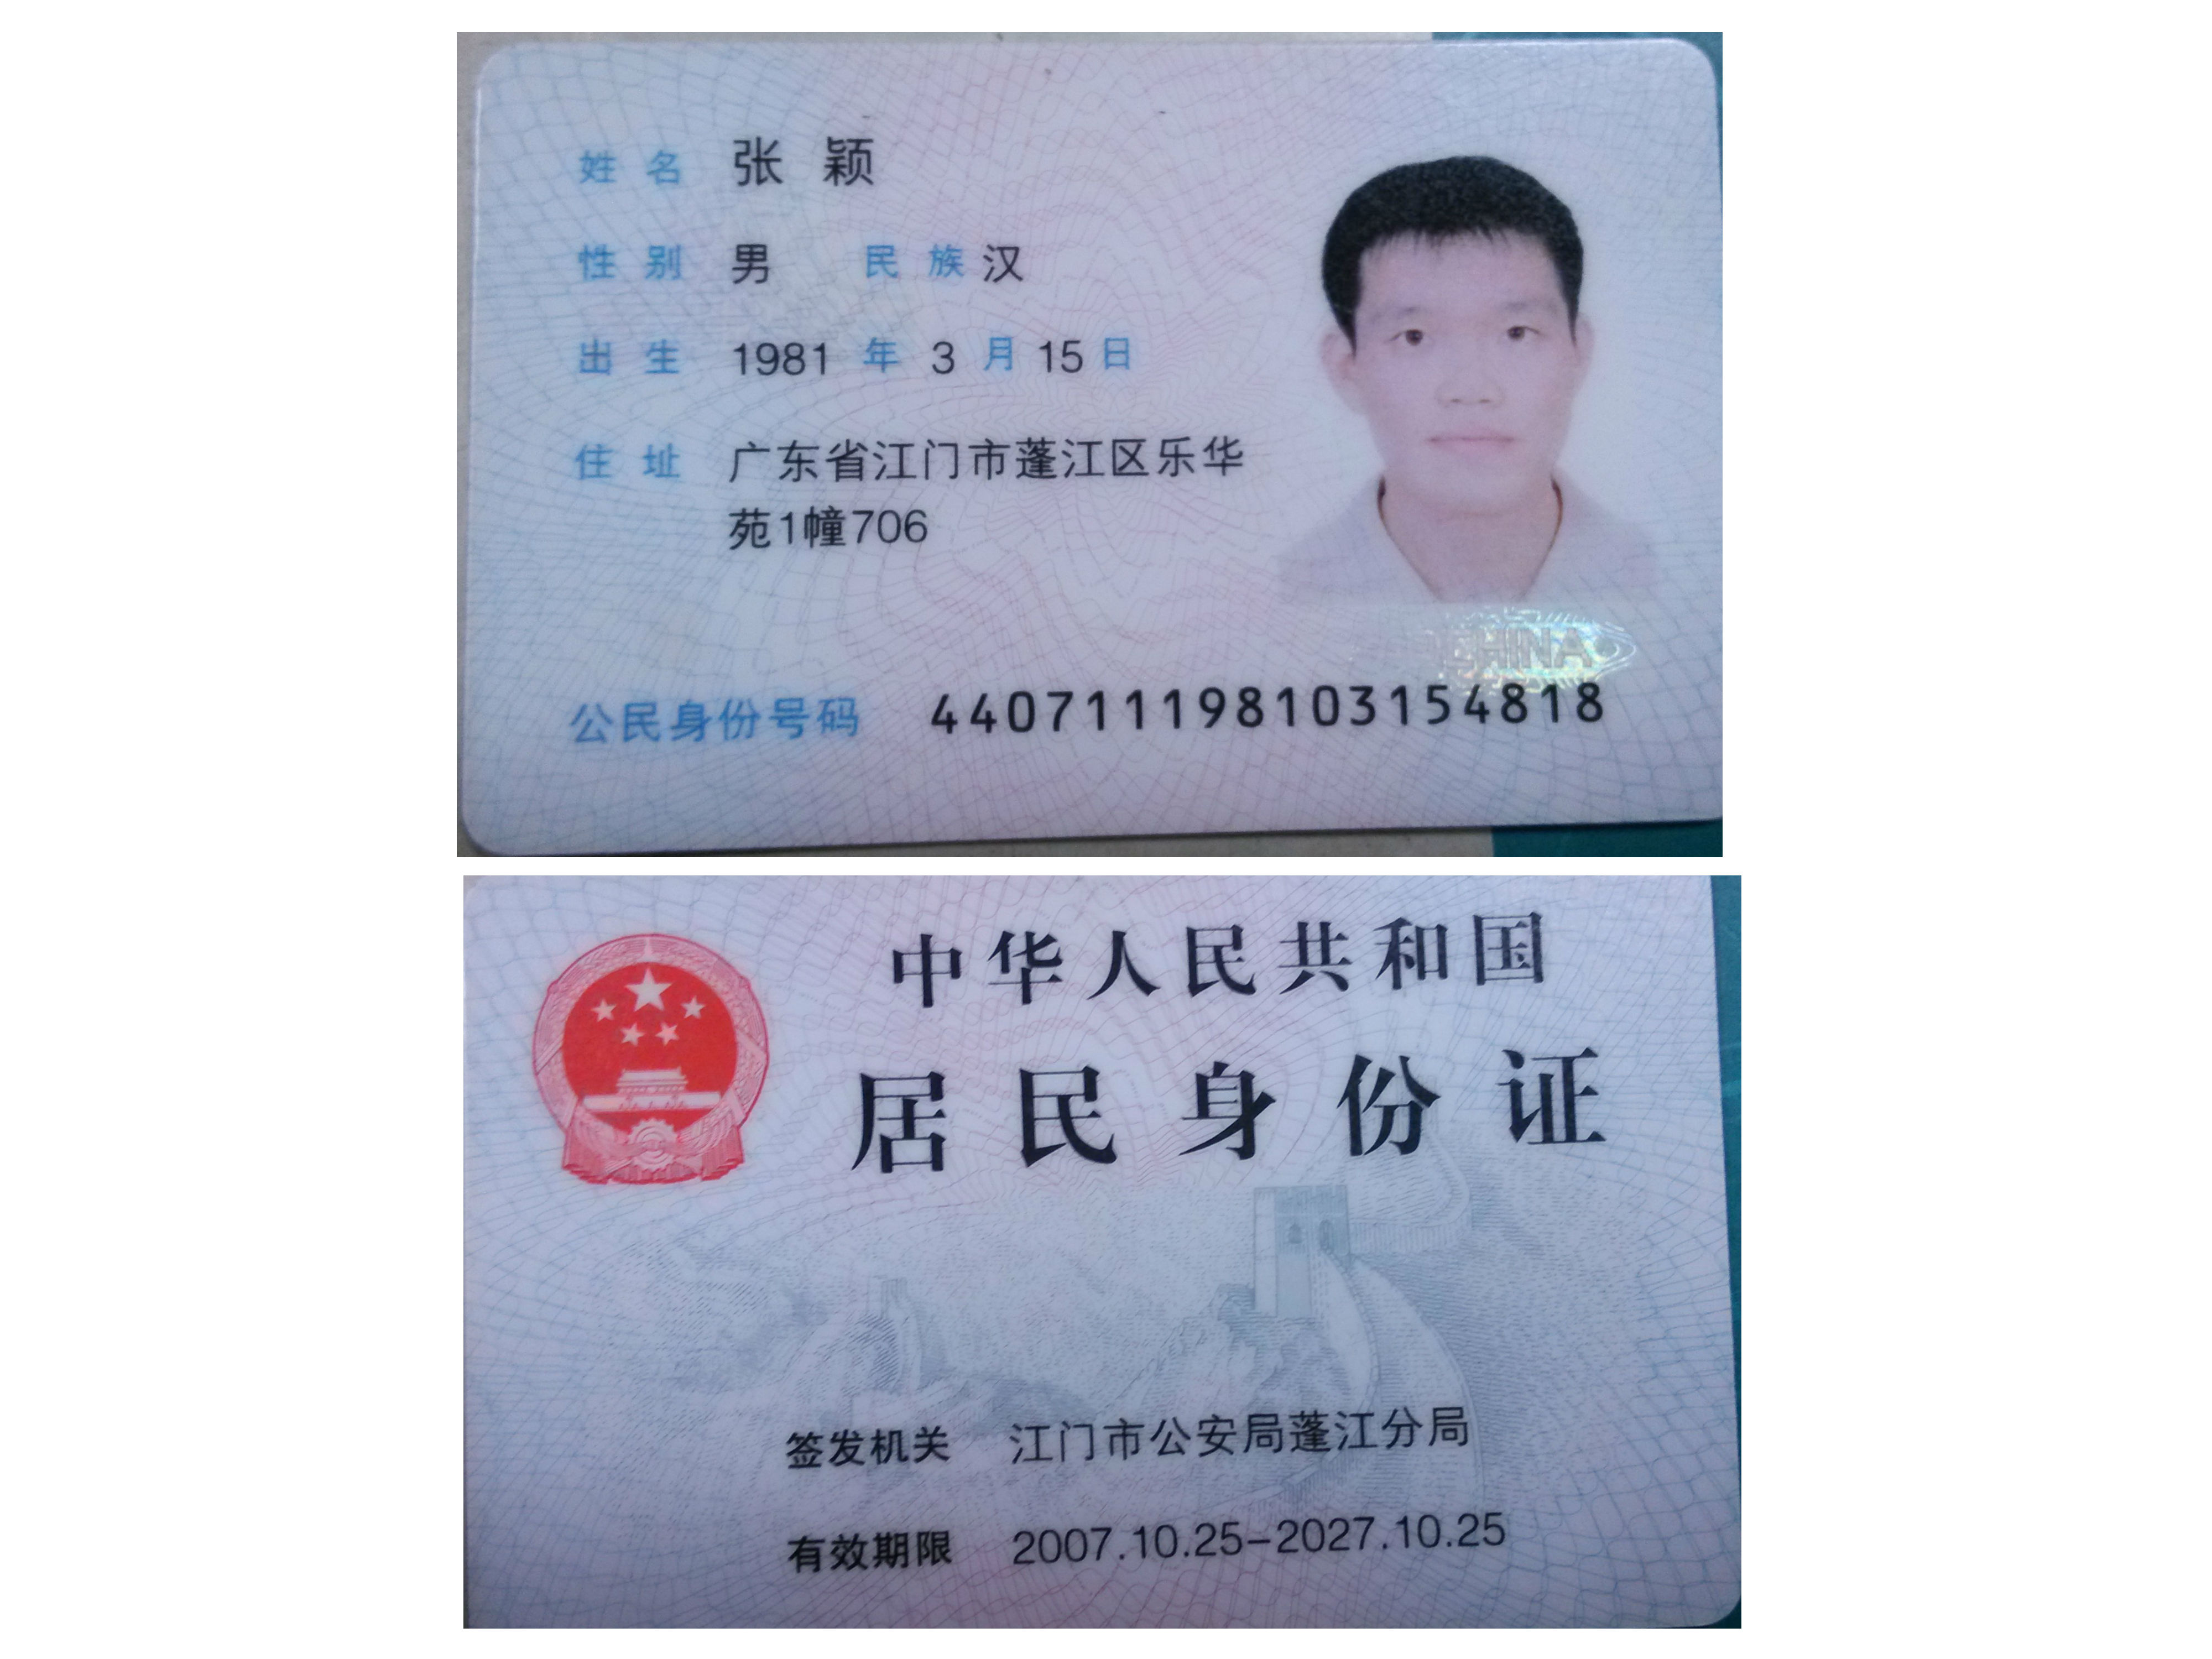 姓名 张颖
性别 男 民族 汉
出生 1981 年 3 月 15 日
住址 广东省江门市蓬江区乐华
苑1幢706
CHINA
公民身份号码 440711198103154818
中华人民共和国
居民身份证
签发机关 江门市公安局蓬江分局
有效期限 2007.10.25-2027.10.25